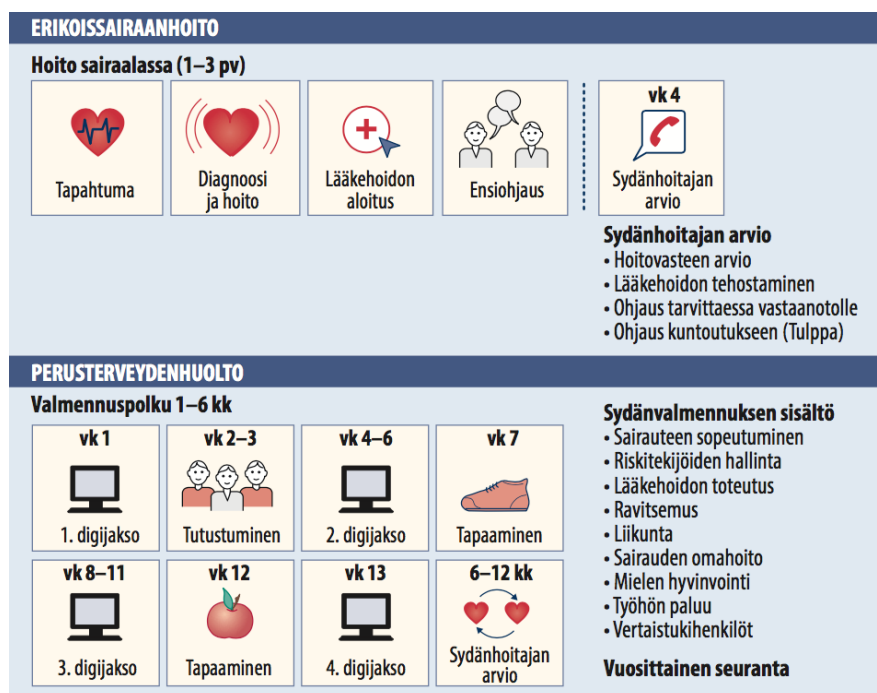 ERIKOISSAIRAANHOITO
Hoito sairaalassa (1–3 pv)
Tapahtuma
Diagnoosi
ja hoito
Lääkehoidon
aloitus
Ensiohjaus
vk 4
Sydänhoitajan
arvio
Sydänhoitajan arvio
• Hoitovasteen arvio
• Lääkehoidon tehostaminen
• Ohjaus tarvittaessa vastaanotolle
• Ohjaus kuntoutukseen (Tulppa)
PERUSTERVEYDENHUOLTO
Valmennuspolku 1–6 kk
vk 1
1. digijakso
vk 2–3
Tutustuminen
vk 4–6
2. digijakso
vk 7
Tapaaminen
vk 8–11
3. digijakso
vk 12
Tapaaminen
vk 13
4. digijakso
6–12 kk
Sydänhoitajan
arvio
Sydänvalmennuksen sisältö
• Sairauteen sopeutuminen
• Riskitekijöiden hallinta
• Lääkehoidon toteutus
• Ravitsemus
• Liikunta
• Sairauden omahoito
• Mielen hyvinvointi
• Työhön paluu
• Vertaistukihenkilöt
Vuosittainen seuranta